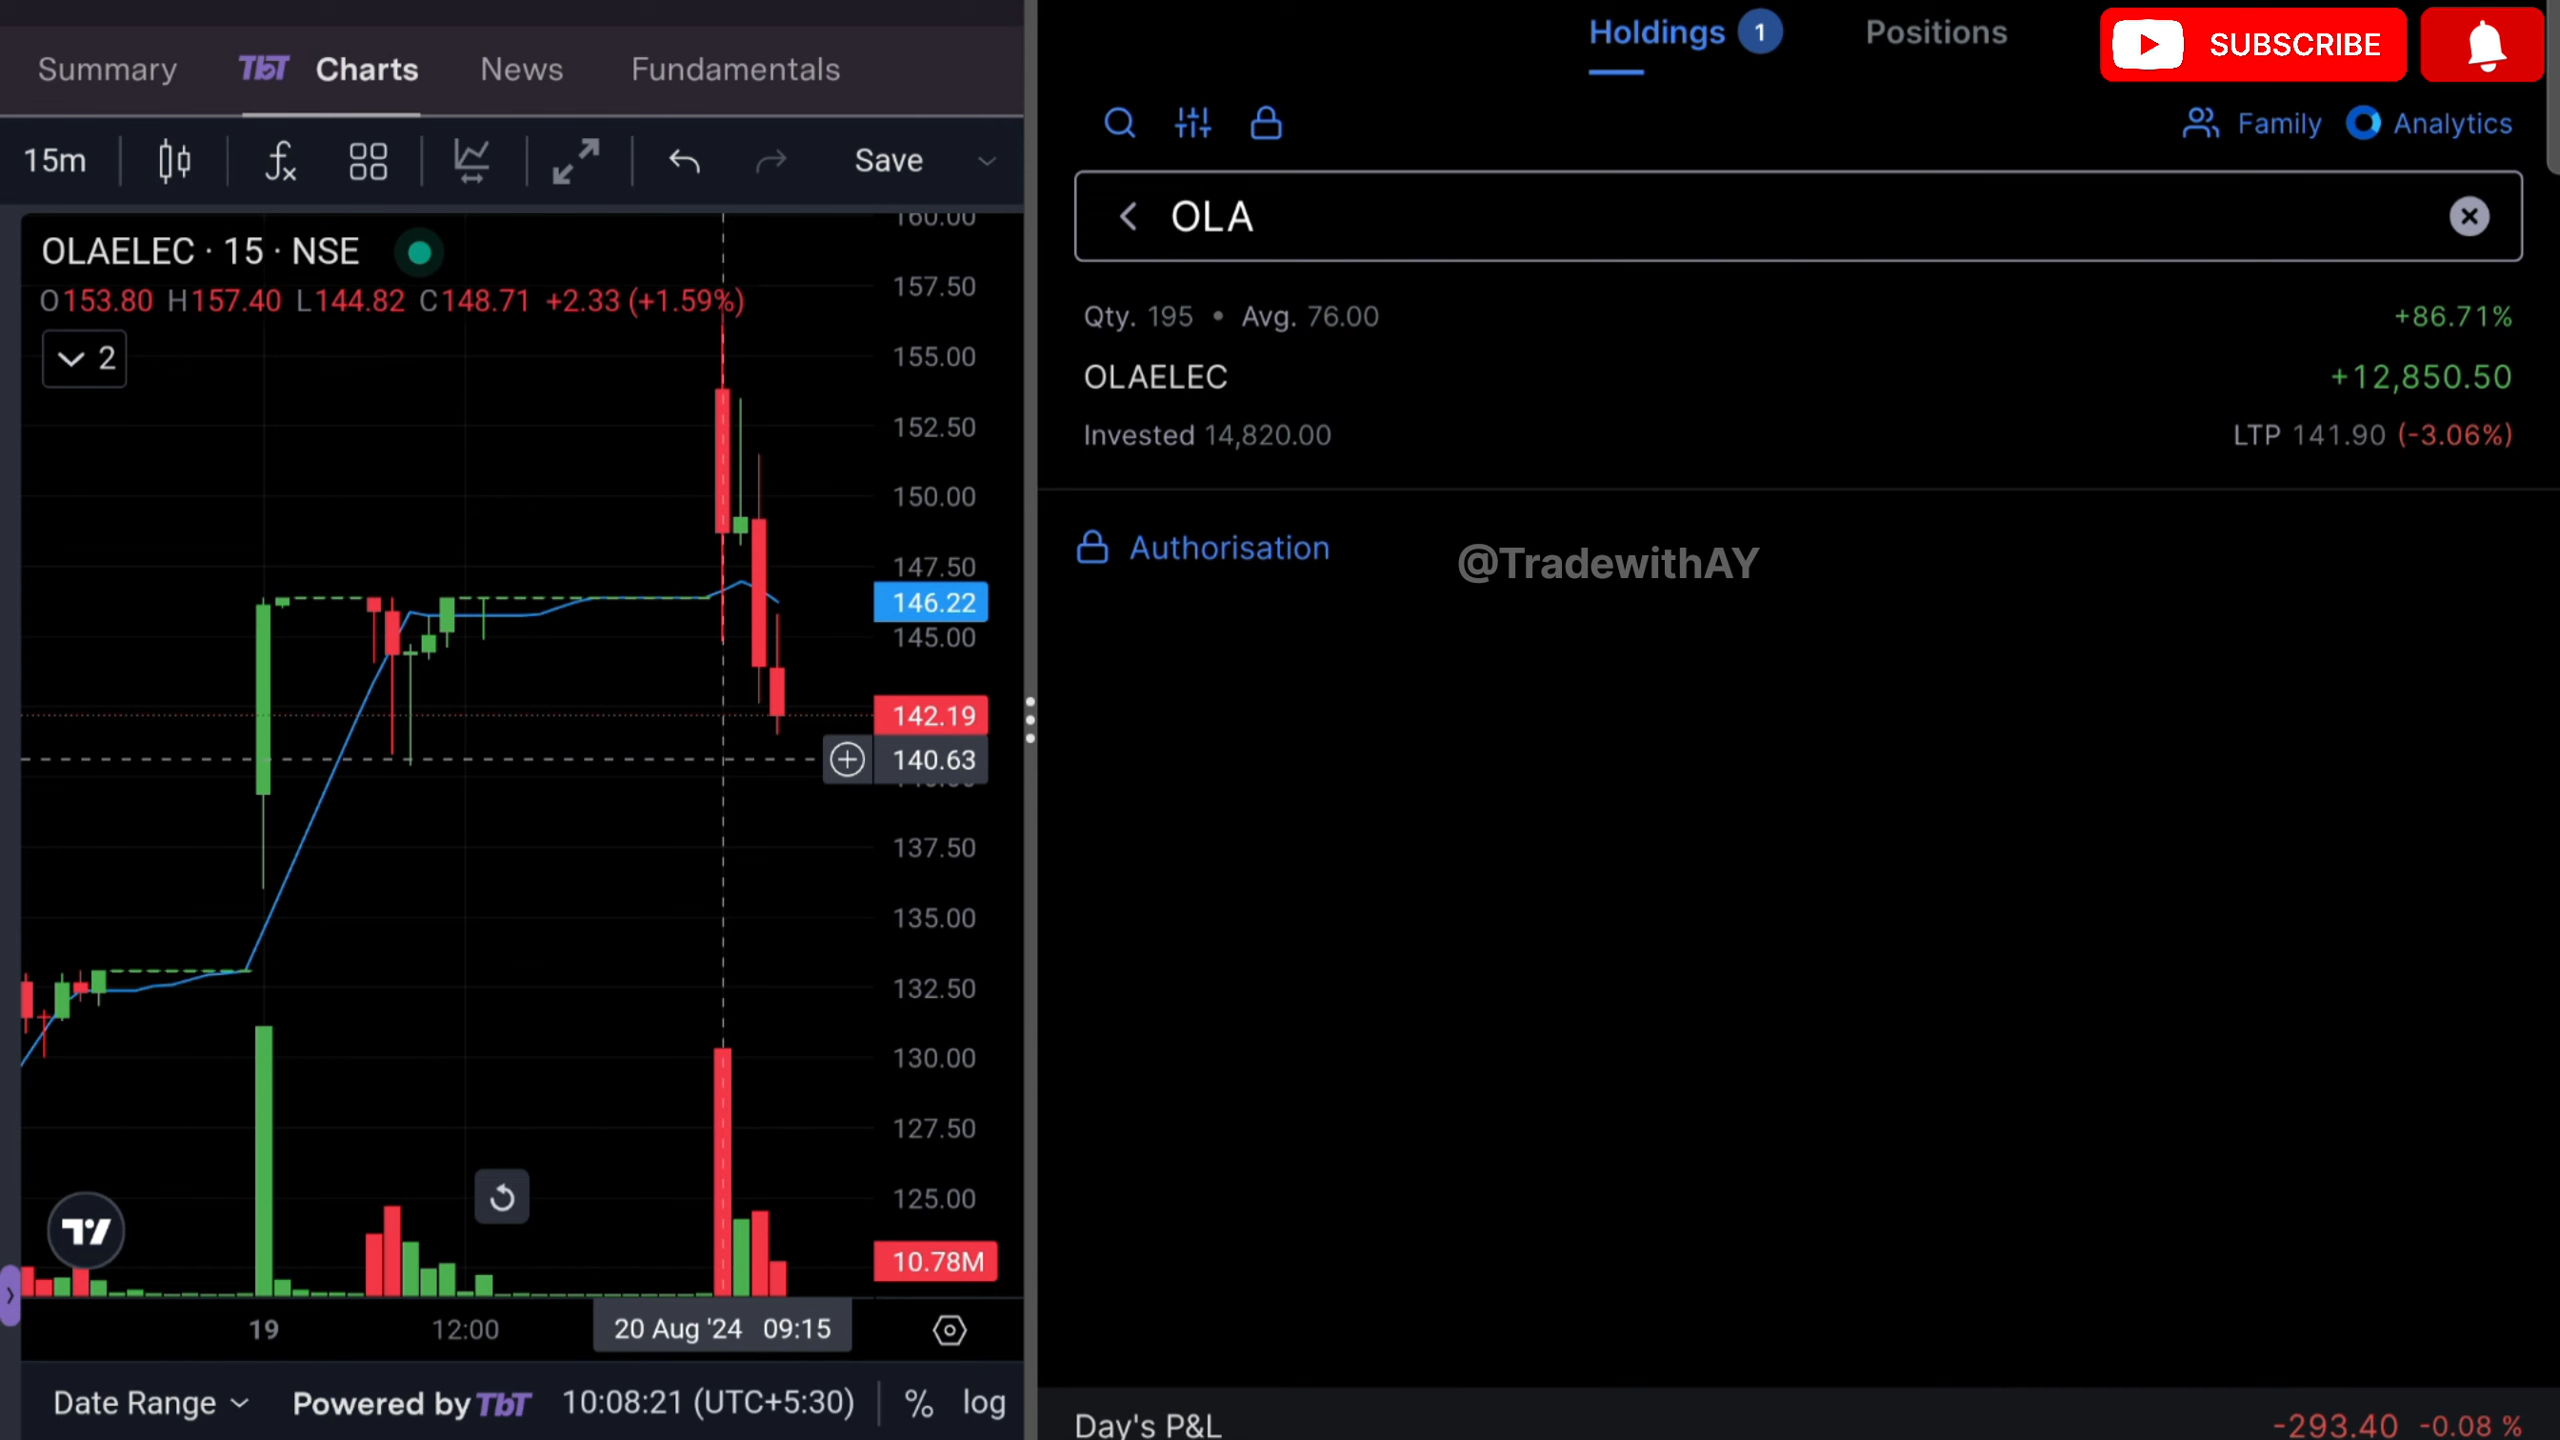 Summary TbT Charts News Fundamentals
15m Save
OLAELEC · 15 · NSE
O153.80 H157.40 L144.82 C148.71 +2.33 (+1.59%)
2
160.00
157.50
155.00
152.50
150.00
147.50
146.22
145.00
142.19
140.63
137.50
135.00
132.50
130.00
127.50
125.00
10.78M
19 12:00 20 Aug '24 09:15
Date Range Powered by TbT 10:08:21 (UTC+5:30) % log
Holdings 1 Positions SUBSCRIBE
Family Analytics
OLA
Qty. 195 • Avg. 76.00 +86.71%
OLAELEC +12,850.50
Invested 14,820.00 LTP 141.90 (-3.06%)
Authorisation
@TradewithAY
Day's P&L -293.40 -0.08 %